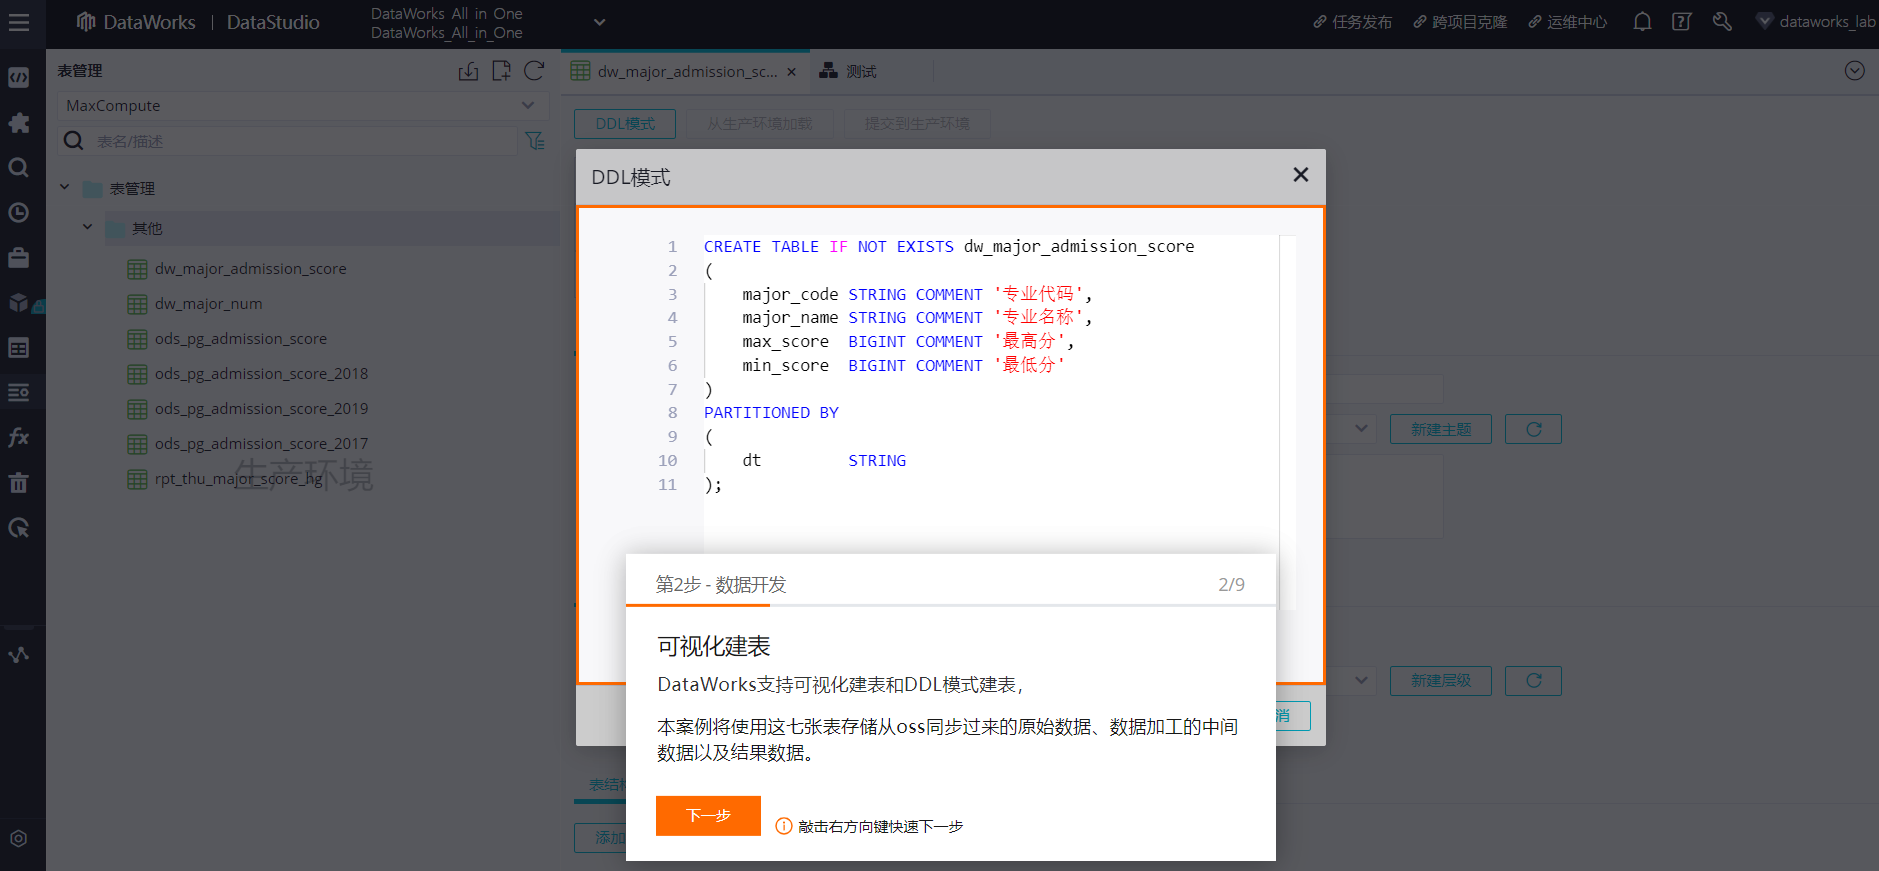 DataWorks | DataStudio
DataWorks All in One
DataWorks_All_in_One
任务发布
跨项目克隆
运维中心
dataworks_lab
表管理
MaxCompute
表名/描述
表管理
其他
dw_major_admission_score
dw_major_num
ods_pg_admission_score
ods_pg_admission_score_2018
ods_pg_admission_score_2019
ods_pg_admission_score_2017
rpt_thu_major_score_hg
生产环境
dw_major_admission_sc...
测试
DDL模式
从生产环境加载
提交到生产环境
DDL模式
1 CREATE TABLE IF NOT EXISTS dw_major_admission_score
2 (
3 major_code STRING COMMENT '专业代码',
4 major_name STRING COMMENT '专业名称',
5 max_score BIGINT COMMENT '最高分',
6 min_score BIGINT COMMENT '最低分'
7 )
8 PARTITIONED BY
9 (
10 dt STRING
11 );
新建主题
新建层级
消
第2步 - 数据开发
2/9
可视化建表
DataWorks支持可视化建表和DDL模式建表，
本案例将使用这七张表存储从oss同步过来的原始数据、数据加工的中间
数据以及结果数据。
下一步
敲击右方向键快速下一步
表结
添加